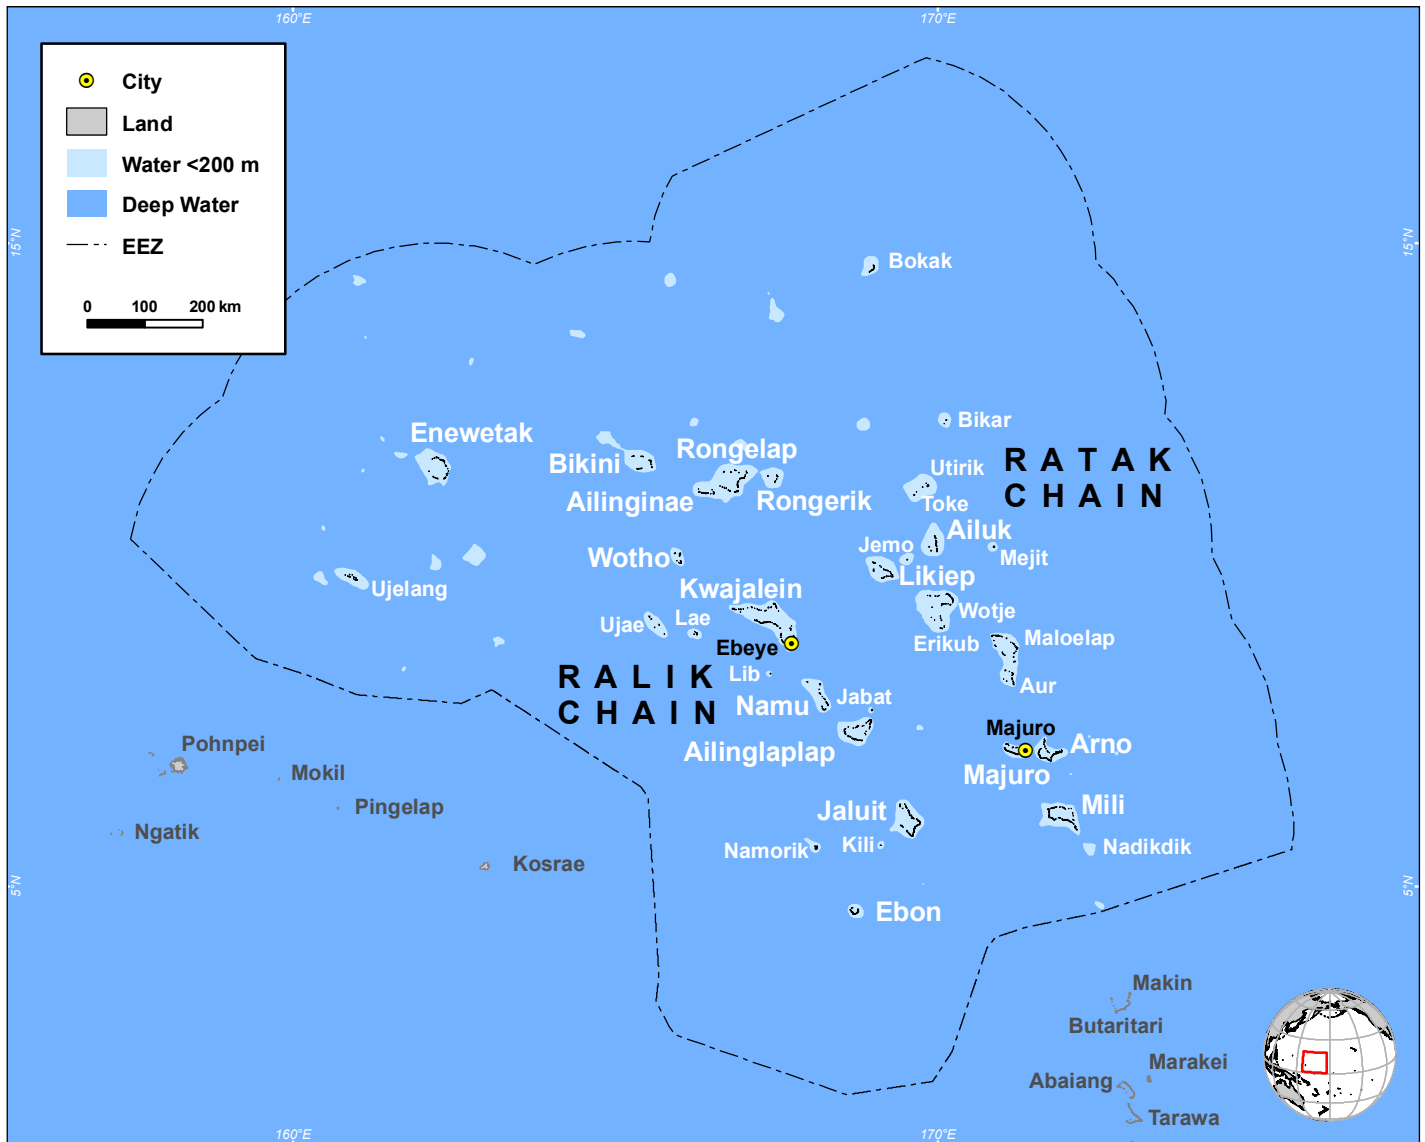 160°E
170°E
City
Land
Water <200 m
Deep Water
EEZ
0 100 200 km
15°N
15°N
Bokak
Bikar
Enewetak
Bikini
Rongelap
Ailinginae
Rongerik
Utirik
Toke
RATAK
CHAIN
Ailuk
Jemo
Mejit
Likiep
Wotho
Ujelang
Kwajalein
Wotje
Ujae
Lae
Ebeye
Erikub
Maloelap
Lib
Aur
RALIK
CHAIN
Namu
Jabat
Ailinglaplap
Majuro
Arno
Majuro
Pohnpei
Mokil
Pingelap
Ngatik
Kosrae
Jaluit
Mili
Namorik
Kili
Nadikdik
5°N
5°N
Ebon
Makin
Butaritari
Marakei
Abaiang
Tarawa
160°E
170°E